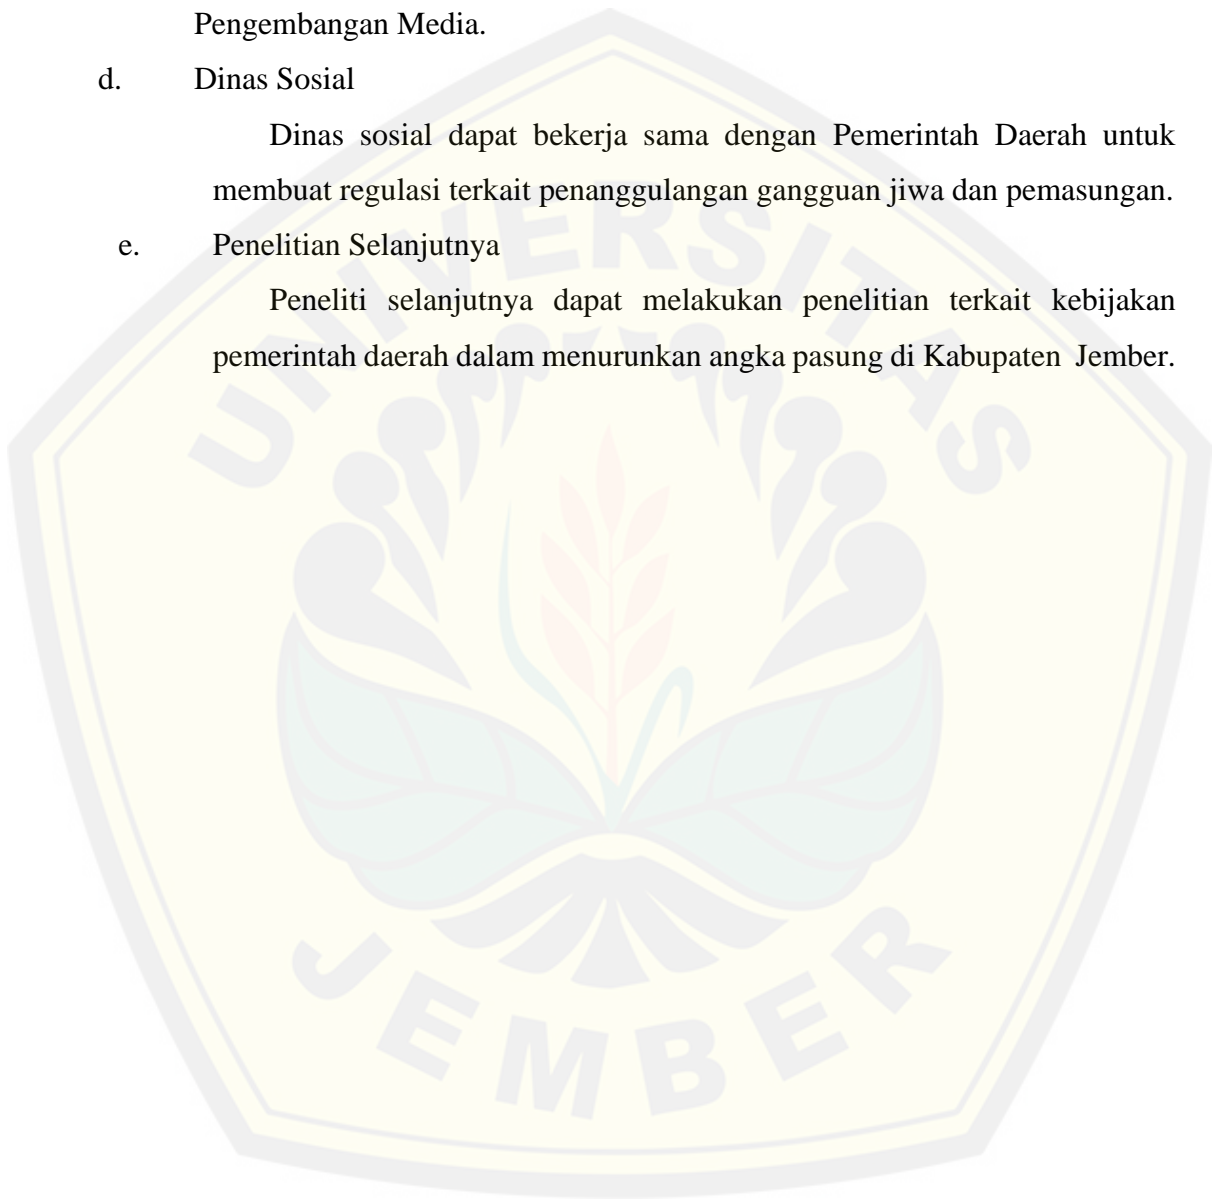 Pengembangan Media.
d. Dinas Sosial
Dinas sosial dapat bekerja sama dengan Pemerintah Daerah untuk
membuat regulasi terkait penanggulangan gangguan jiwa dan pemasungan.
e. Penelitian Selanjutnya
Peneliti selanjutnya dapat melakukan penelitian terkait kebijakan
pemerintah daerah dalam menurunkan angka pasung di Kabupaten Jember.
UNIVERSITAS
JEMBER